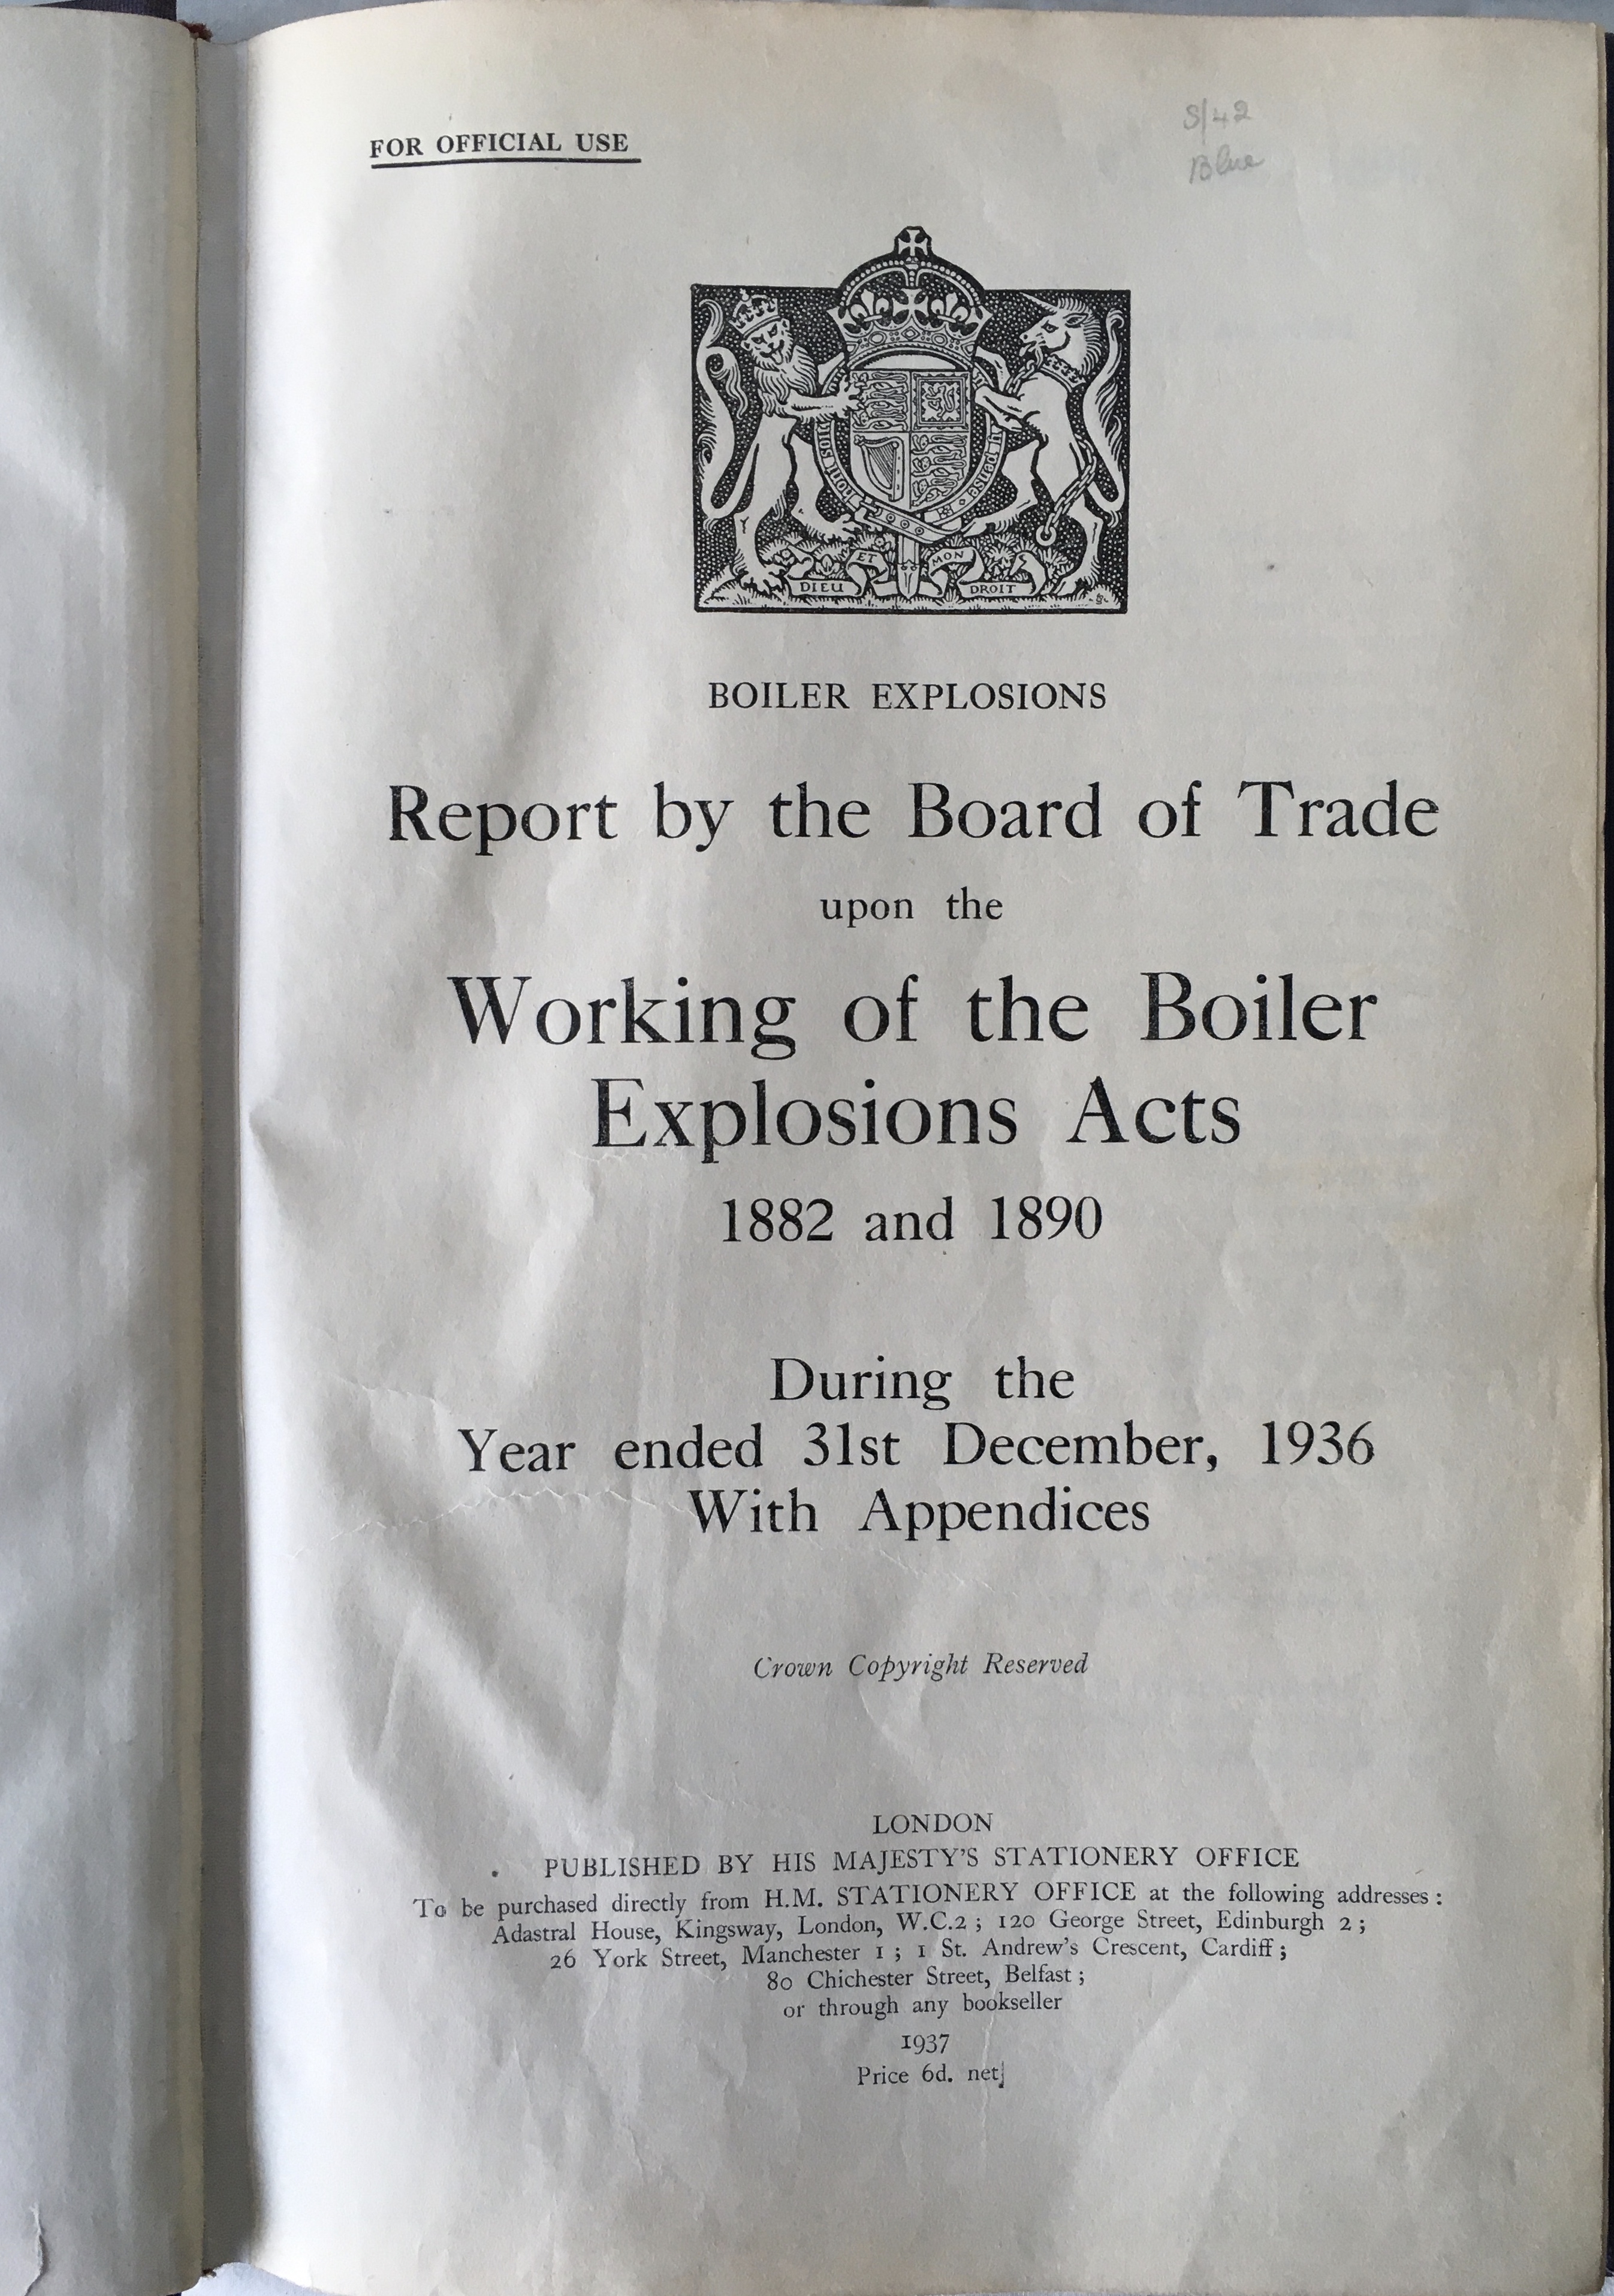 FOR OFFICIAL USE
S/42
Blue
HONI SOIT
DIEU ET MON DROIT
BOILER EXPLOSIONS
Report by the Board of Trade
upon the
Working of the Boiler
Explosions Acts
1882 and 1890
During the
Year ended 31st December, 1936
With Appendices
Crown Copyright Reserved
LONDON
PUBLISHED BY HIS MAJESTY'S STATIONERY OFFICE
To be purchased directly from H.M. STATIONERY OFFICE at the following addresses :
Adastral House, Kingsway, London, W.C.2 ; 120 George Street, Edinburgh 2 ;
26 York Street, Manchester 1 ; 1 St. Andrew's Crescent, Cardiff ;
80 Chichester Street, Belfast ;
or through any bookseller
1937
Price 6d. net